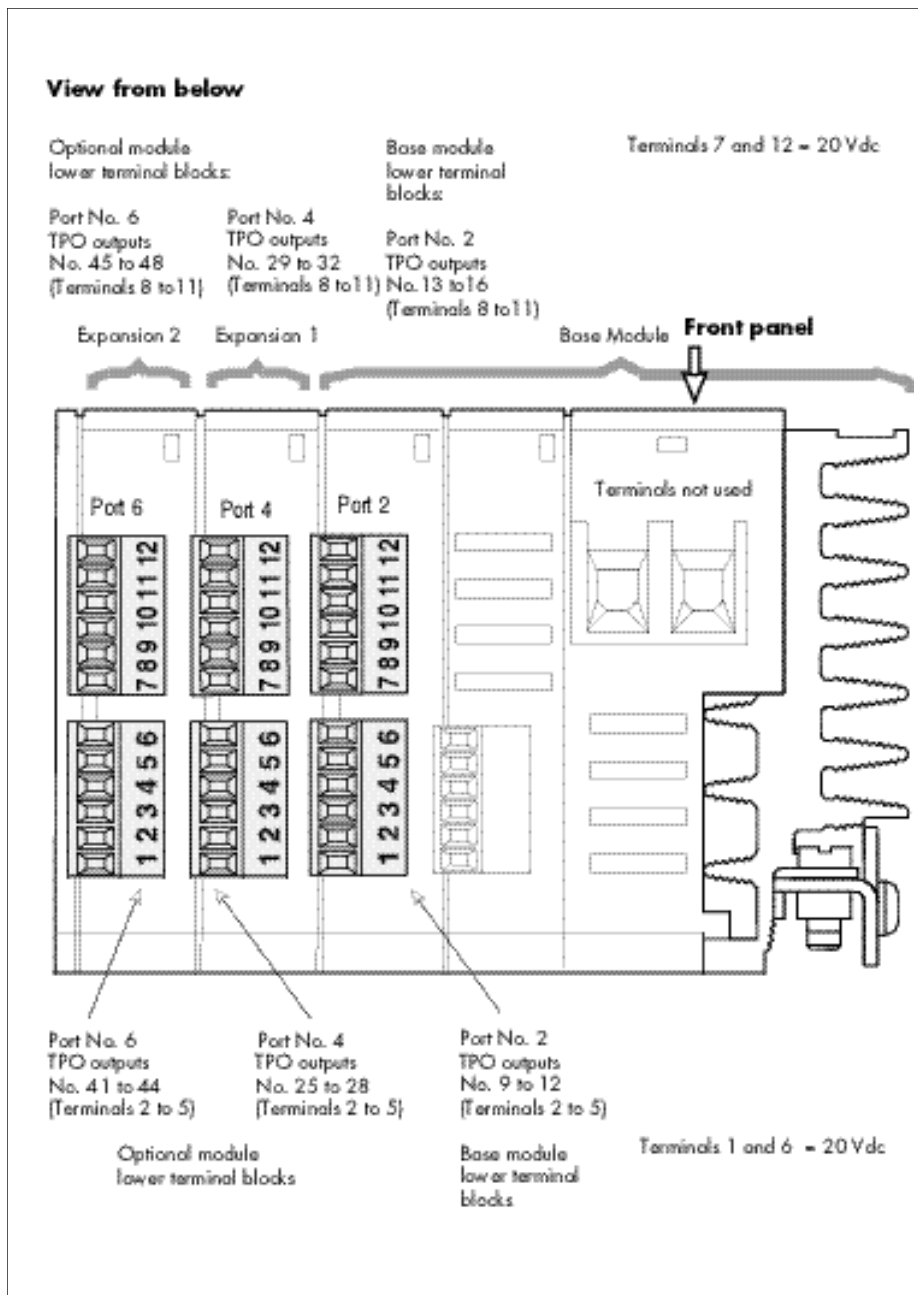 View from below
Optional module
lower terminal blocks:
Base module
lower terminal
blocks:
Terminals 7 and 12 = 20 Vdc
Port No. 6
TPO outputs
No. 45 to 48
(Terminals 8 to 11)
Port No. 4
TPO outputs
No. 29 to 32
(Terminals 8 to 11)
Port No. 2
TPO outputs
No. 13 to 16
(Terminals 8 to 11)
Expansion 2
Expansion 1
Base Module
Front panel
Port 6
Port 4
Port 2
Terminals not used
7 8 9 10 11 12
7 8 9 10 11 12
7 8 9 10 11 12
1 2 3 4 5 6
1 2 3 4 5 6
1 2 3 4 5 6
Port No. 6
TPO outputs
No. 41 to 44
(Terminals 2 to 5)
Port No. 4
TPO outputs
No. 25 to 28
(Terminals 2 to 5)
Port No. 2
TPO outputs
No. 9 to 12
(Terminals 2 to 5)
Optional module
lower terminal blocks
Base module
lower terminal
blocks
Terminals 1 and 6 = 20 Vdc